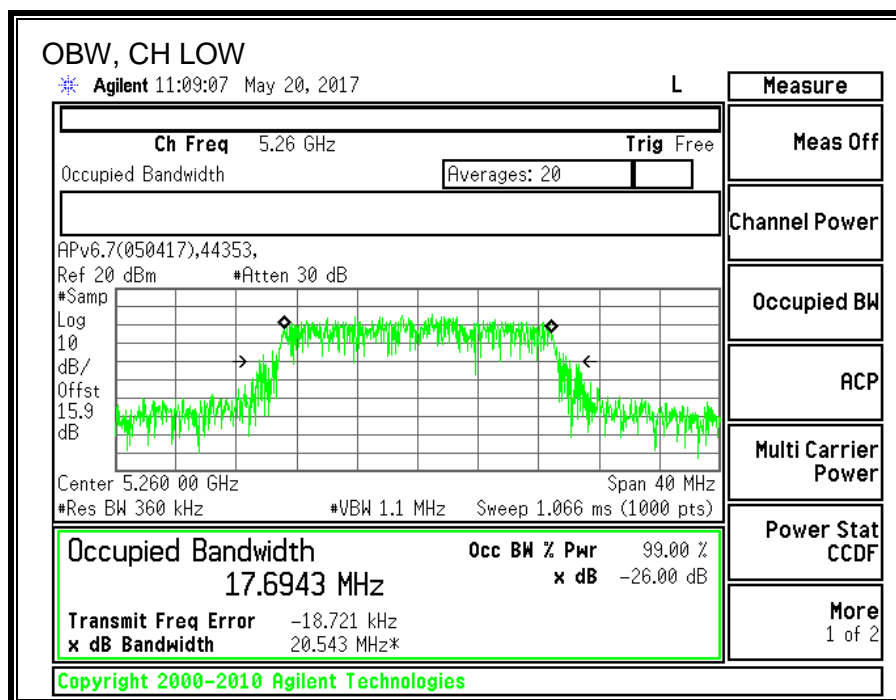 OBW, CH LOW
Agilent 11:09:07 May 20, 2017 L
Measure
Ch Freq 5.26 GHz Trig Free
Meas Off
Occupied Bandwidth Averages: 20
Channel Power
APv6.7(050417),44353,
Ref 20 dBm #Atten 30 dB
#Samp
Log
10
dB/
Offst
15.9
dB
Occupied BW
ACP
Multi Carrier
Power
Center 5.260 00 GHz Span 40 MHz
#Res BW 360 kHz #VBW 1.1 MHz Sweep 1.066 ms (1000 pts)
Power Stat
CCDF
Occupied Bandwidth Occ BW % Pwr 99.00 %
17.6943 MHz x dB -26.00 dB
Transmit Freq Error -18.721 kHz
x dB Bandwidth 20.543 MHz*
More
1 of 2
Copyright 2000-2010 Agilent Technologies